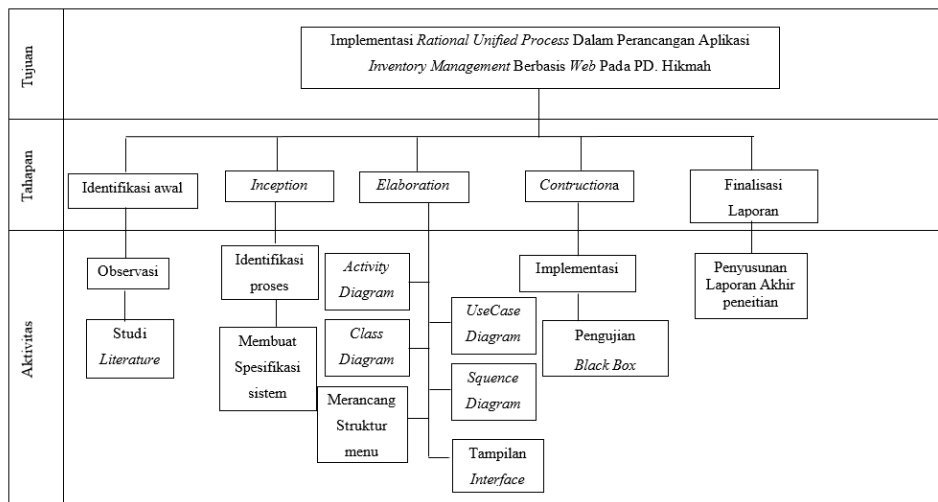 Tujuan
Implementasi Rational Unified Process Dalam Perancangan Aplikasi
Inventory Management Berbasis Web Pada PD. Hikmah
Tahapan
Identifikasi awal
Inception
Elaboration
Contructiona
Finalisasi
Laporan
Aktivitas
Observasi
Studi
Literature
Identifikasi
proses
Membuat
Spesifikasi
sistem
Activity
Diagram
Class
Diagram
Merancang
Struktur
menu
UseCase
Diagram
Squence
Diagram
Tampilan
Interface
Implementasi
Pengujian
Black Box
Penyusunan
Laporan Akhir
peneitian